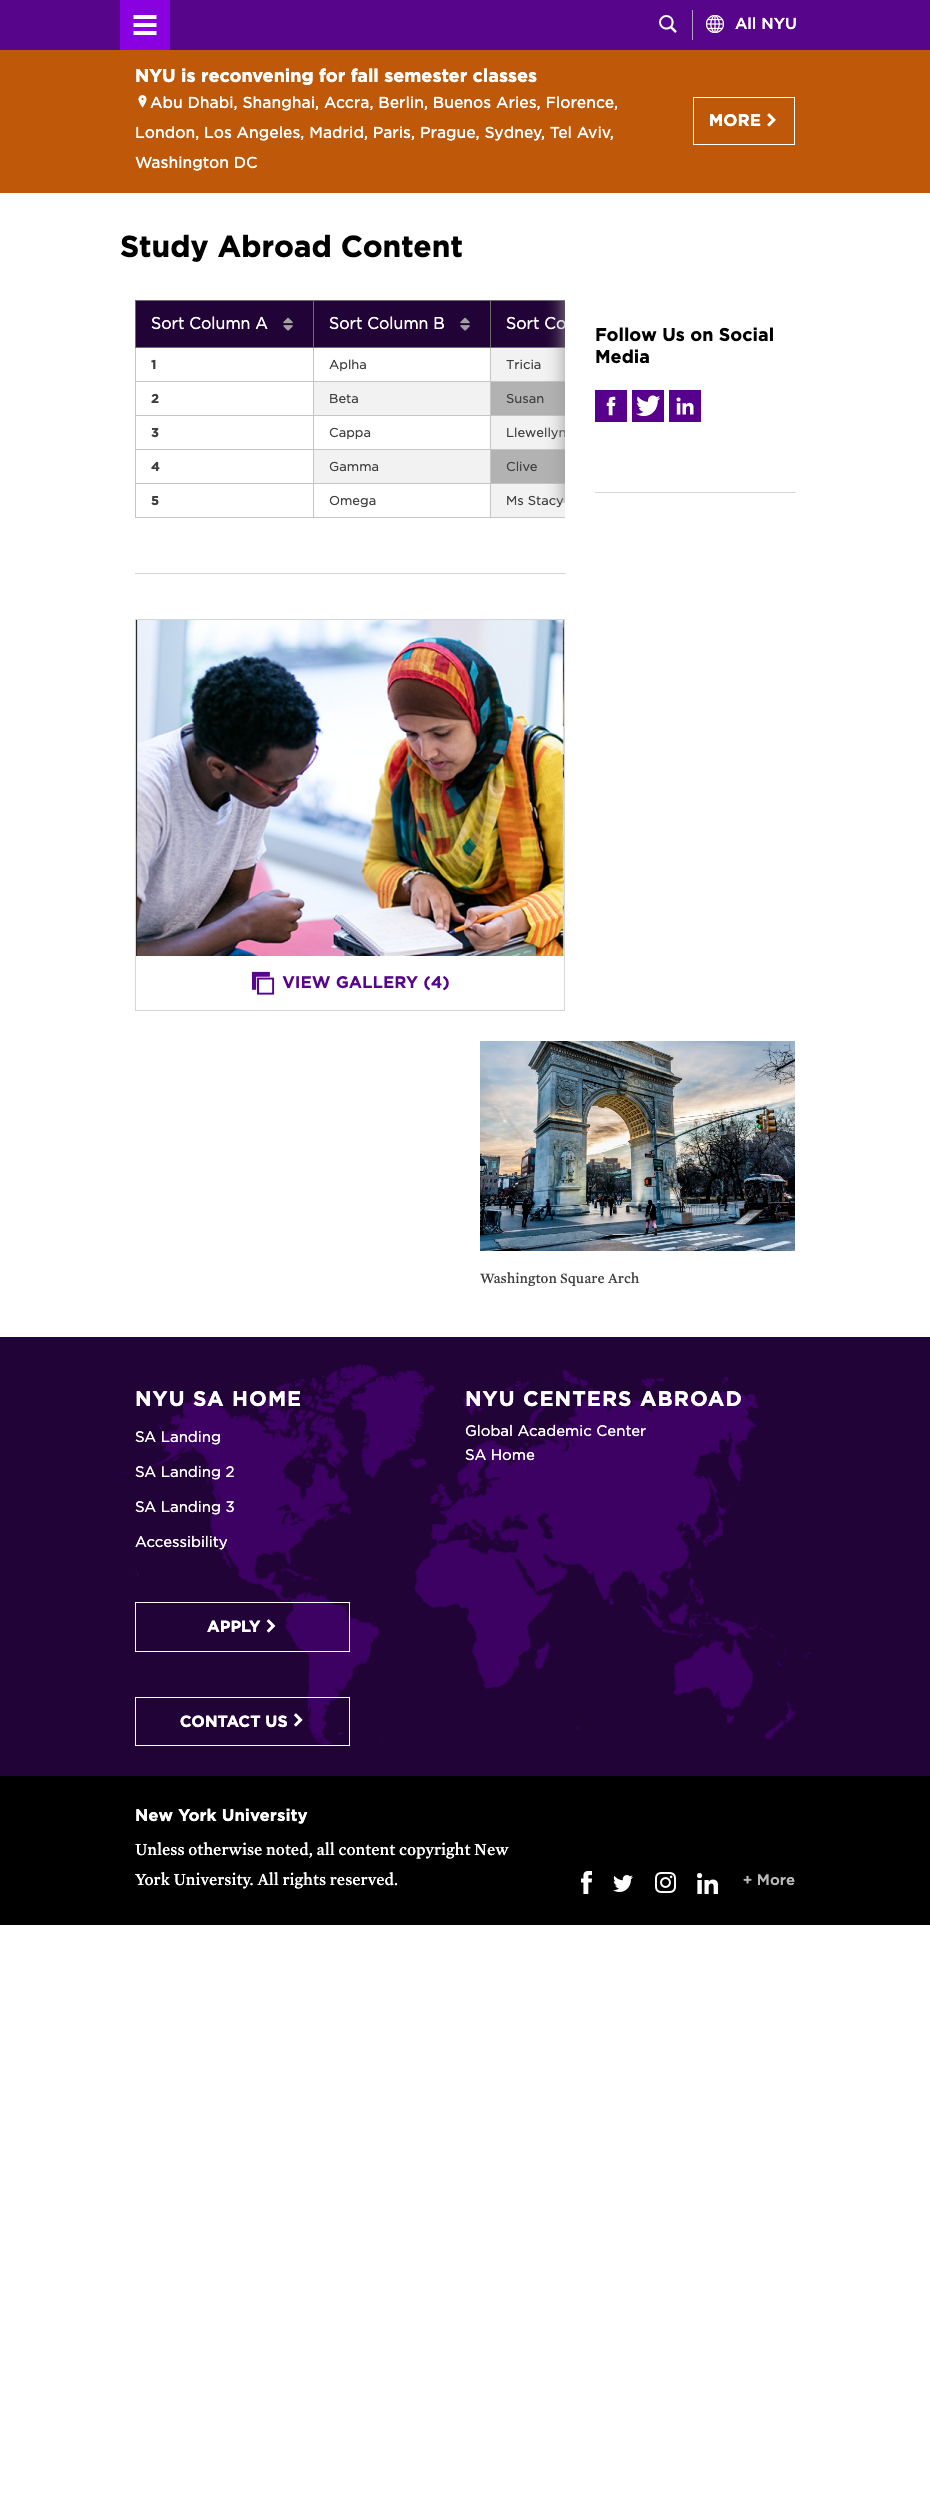 All NYU
NYU is reconvening for fall semester classes
Abu Dhabi, Shanghai, Accra, Berlin, Buenos Aries, Florence,
London, Los Angeles, Madrid, Paris, Prague, Sydney, Tel Aviv,
Washington DC
MORE
Study Abroad Content
Sort Column A Sort Column B Sort Co
1 Aplha Tricia
2 Beta Susan
3 Cappa Llewellyn
4 Gamma Clive
5 Omega Ms Stacy
Follow Us on Social
Media
VIEW GALLERY (4)
Washington Square Arch
NYU SA HOME
SA Landing
SA Landing 2
SA Landing 3
Accessibility
APPLY
CONTACT US
NYU CENTERS ABROAD
Global Academic Center
SA Home
New York University
Unless otherwise noted, all content copyright New
York University. All rights reserved.
+ More